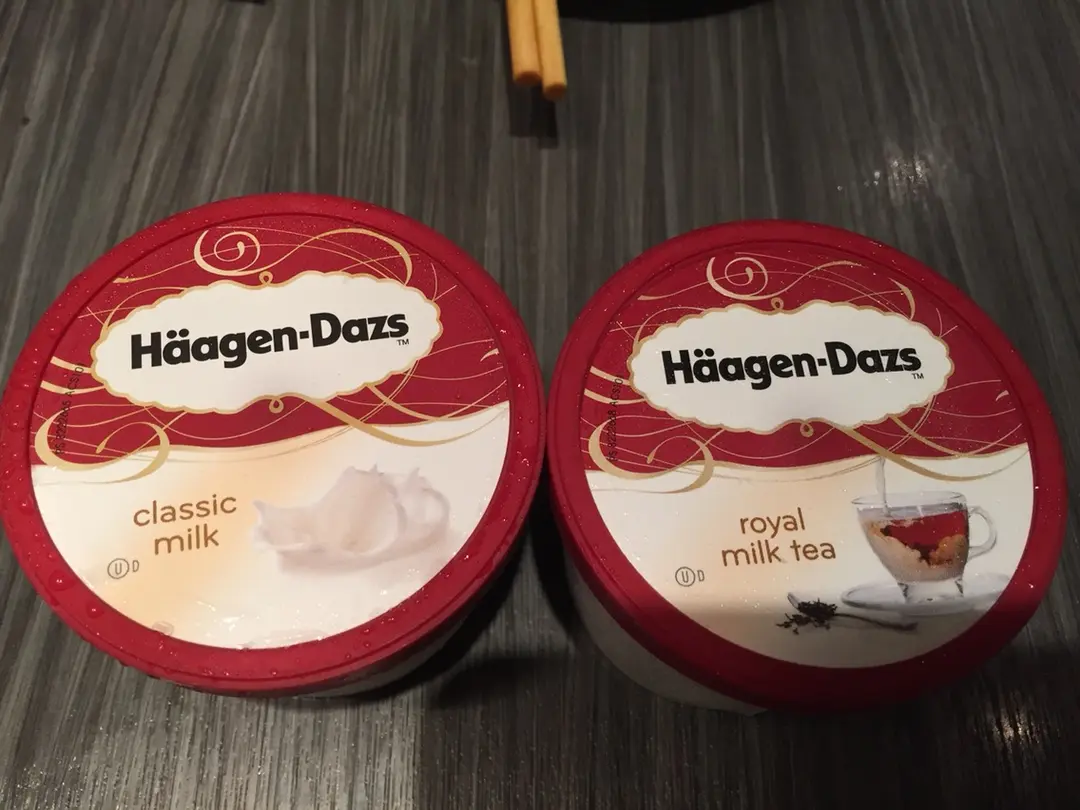 Häagen-Dazs
TM
classic
milk
U D
Häagen-Dazs
TM
royal
milk tea
U D